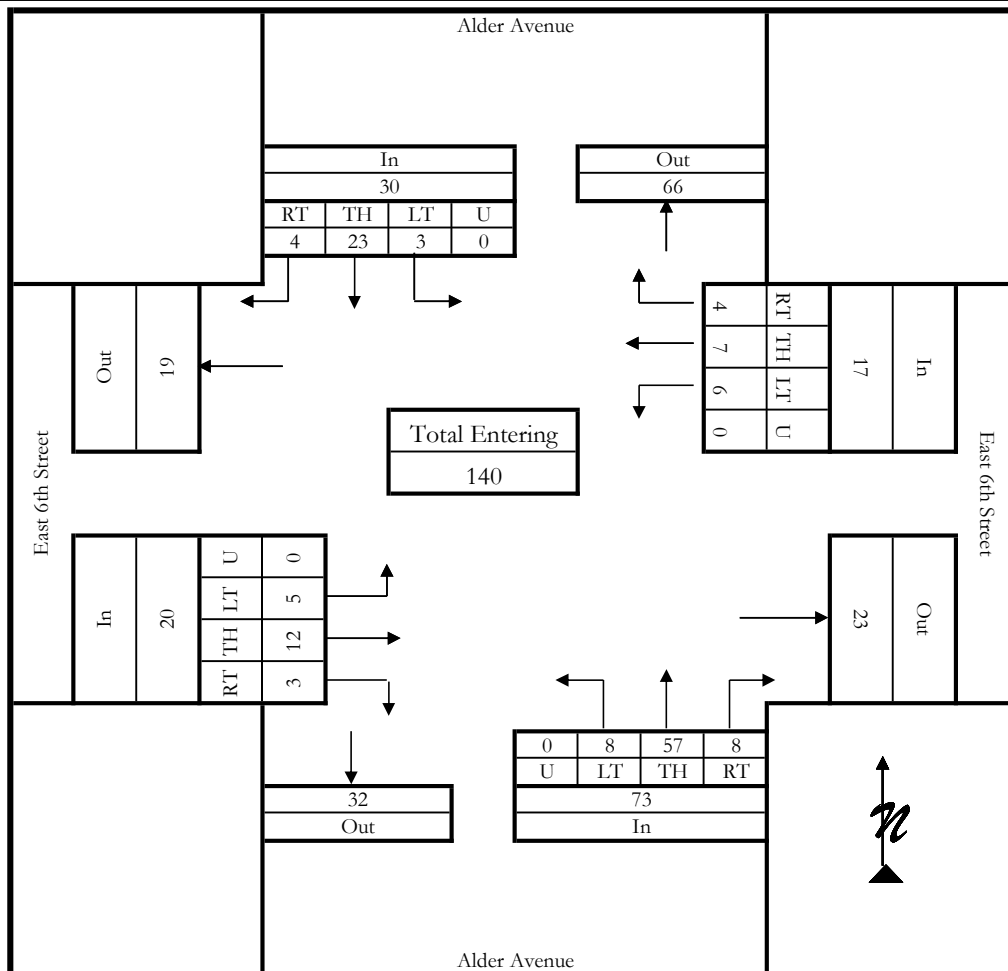 Alder Avenue
In
30
RT TH LT U
4 23 3 0
Out
66
Out 19
4 RT
7 TH
6 LT
0 U
17 In
East 6th Street
Total Entering
140
East 6th Street
In 20
U 0
LT 5
TH 12
RT 3
23 Out
0 8 57 8
U LT TH RT
73
In
32
Out
N
Alder Avenue